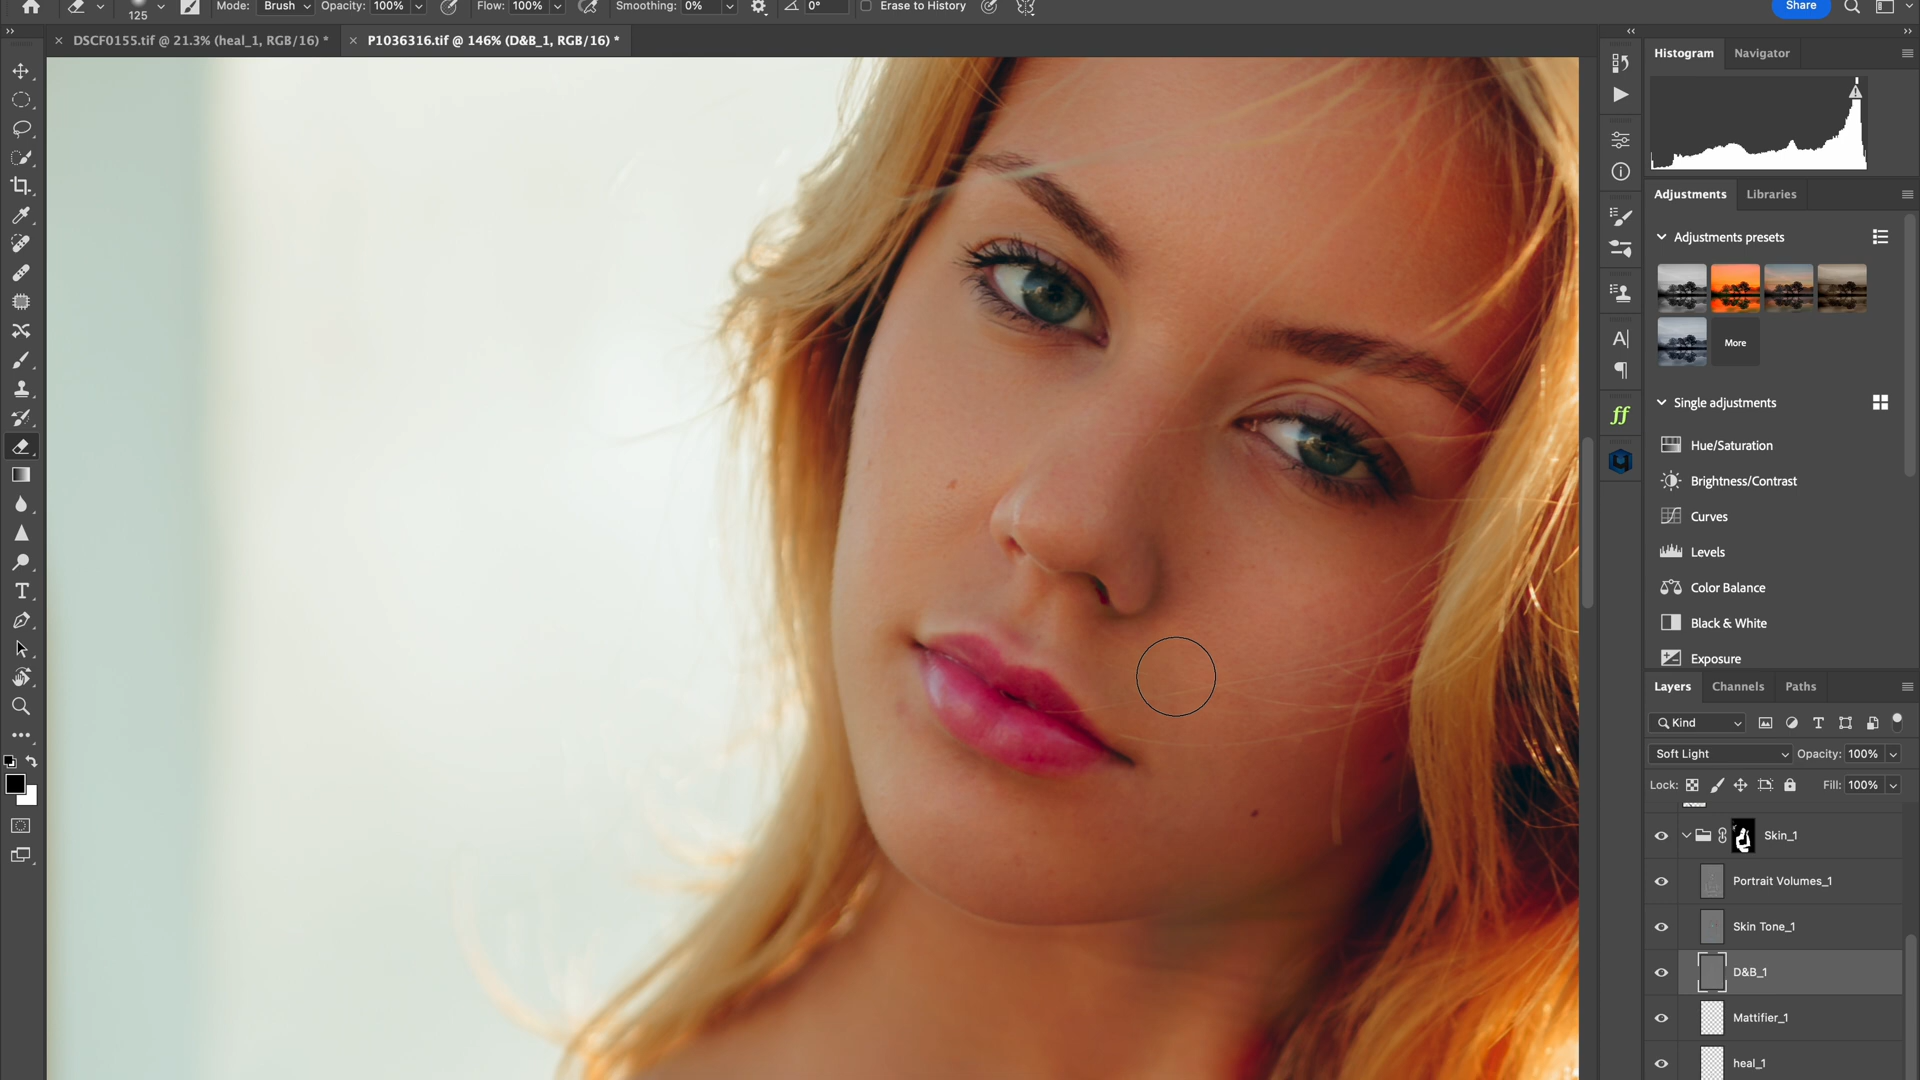 125
Mode: Brush Opacity: 100% Flow: 100% Smoothing: 0% 0° Erase to History
Share
DSCF0155.tif @ 21.3% (heal_1, RGB/16) *
P1036316.tif @ 146% (D&B_1, RGB/16) *
Histogram Navigator
Adjustments Libraries
Adjustments presets
More
Single adjustments
Hue/Saturation
Brightness/Contrast
Curves
Levels
Color Balance
Black & White
Exposure
Layers Channels Paths
Kind
Soft Light Opacity: 100%
Lock: Fill: 100%
Skin_1
Portrait Volumes_1
Skin Tone_1
D&B_1
Mattifier_1
heal_1